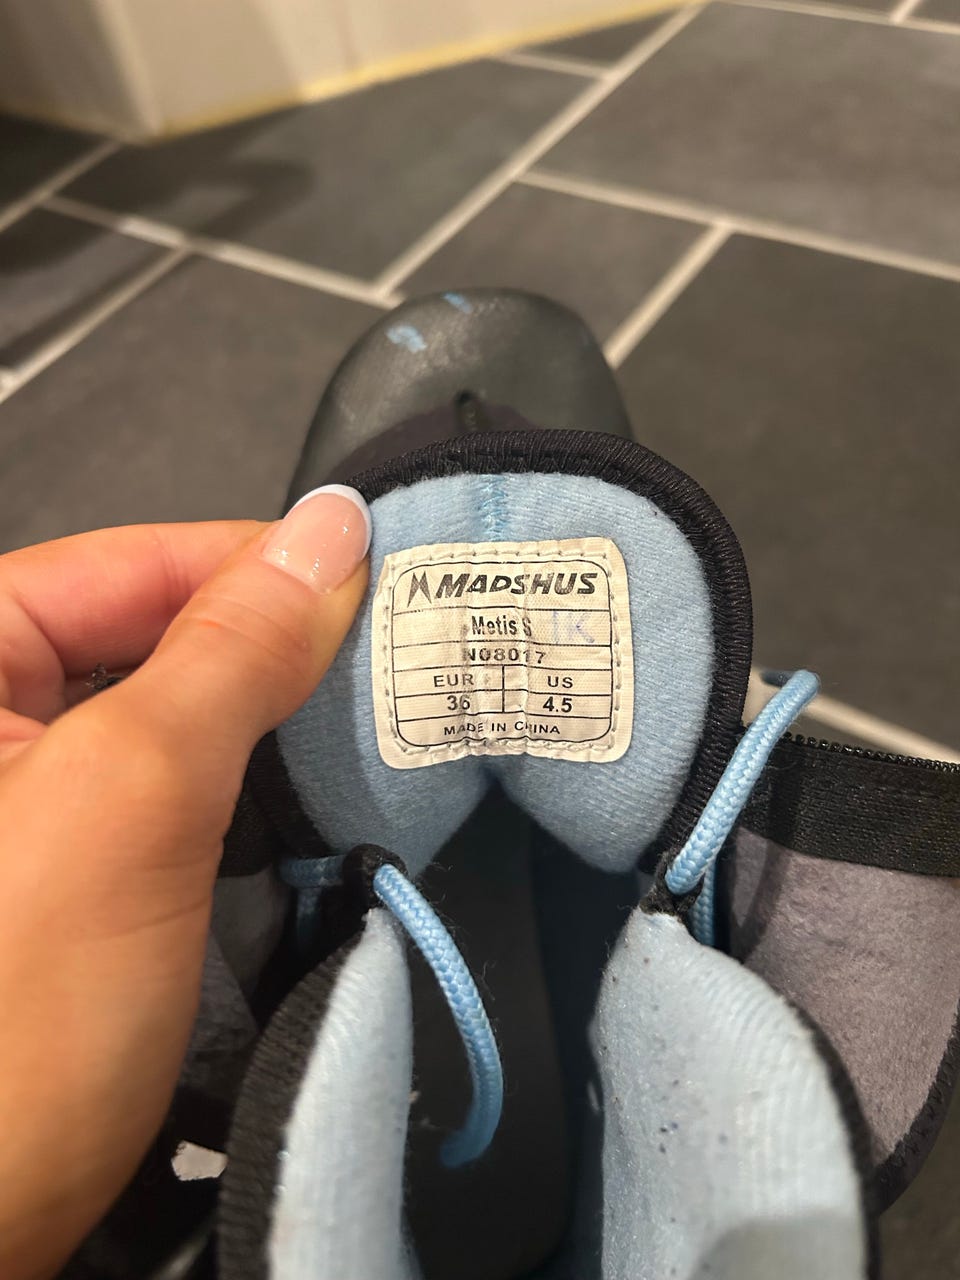 MADSHUS
Metis S K
N08017
EUR US
36 4.5
MADE IN CHINA